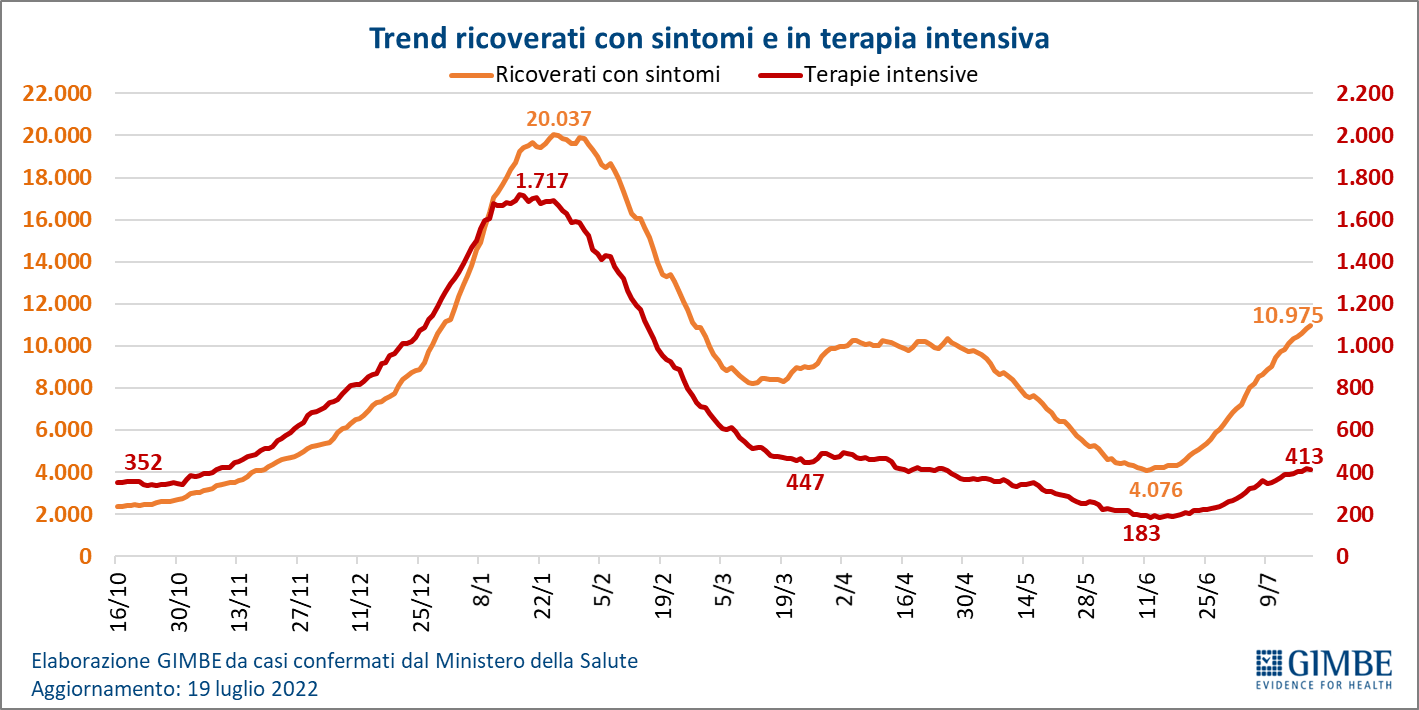 Trend ricoverati con sintomi e in terapia intensiva
Ricoverati con sintomi Terapie intensive
22.000 2.200
20.000 20.037 2.000
18.000 1.717 1.800
16.000 1.600
14.000 1.400
12.000 1.200
10.975
10.000 1.000
8.000 800
6.000 600
352 413
4.000 447 4.076 400
2.000 183 200
0 0
16/10 30/10 13/11 27/11 11/12 25/12 8/1 22/1 5/2 19/2 5/3 19/3 2/4 16/4 30/4 14/5 28/5 11/6 25/6 9/7
Elaborazione GIMBE da casi confermati dal Ministero della Salute
Aggiornamento: 19 luglio 2022
GIMBE
EVIDENCE FOR HEALTH